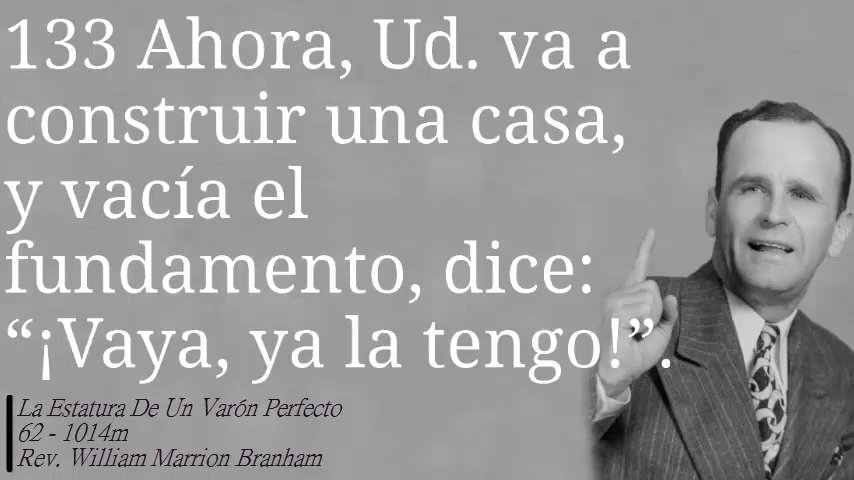 133 Ahora, Ud. va a
construir una casa,
y vacía el
fundamento, dice:
“¡Vaya, ya la tengo!”.
La Estatura De Un Varón Perfecto
62 - 1014m
Rev. William Marrion Branham